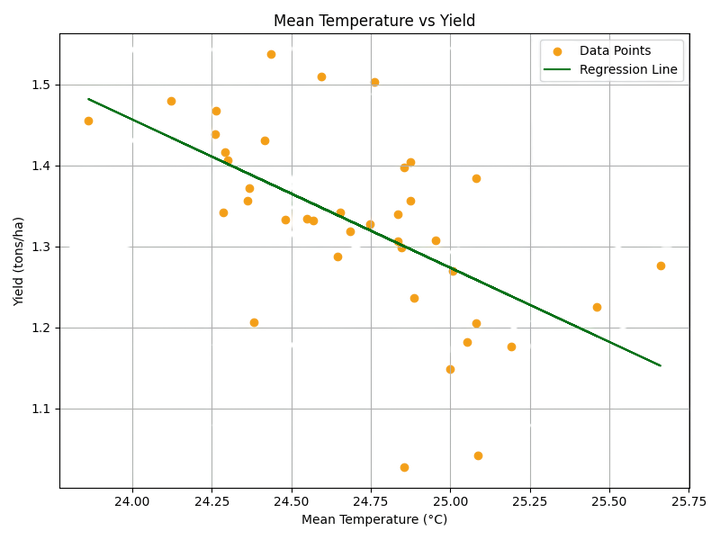 Mean Temperature vs Yield
Data Points
Regression Line
1.5
1.4
1.3
1.2
1.1
Yield (tons/ha)
24.00 24.25 24.50 24.75 25.00 25.25 25.50 25.75
Mean Temperature (°C)